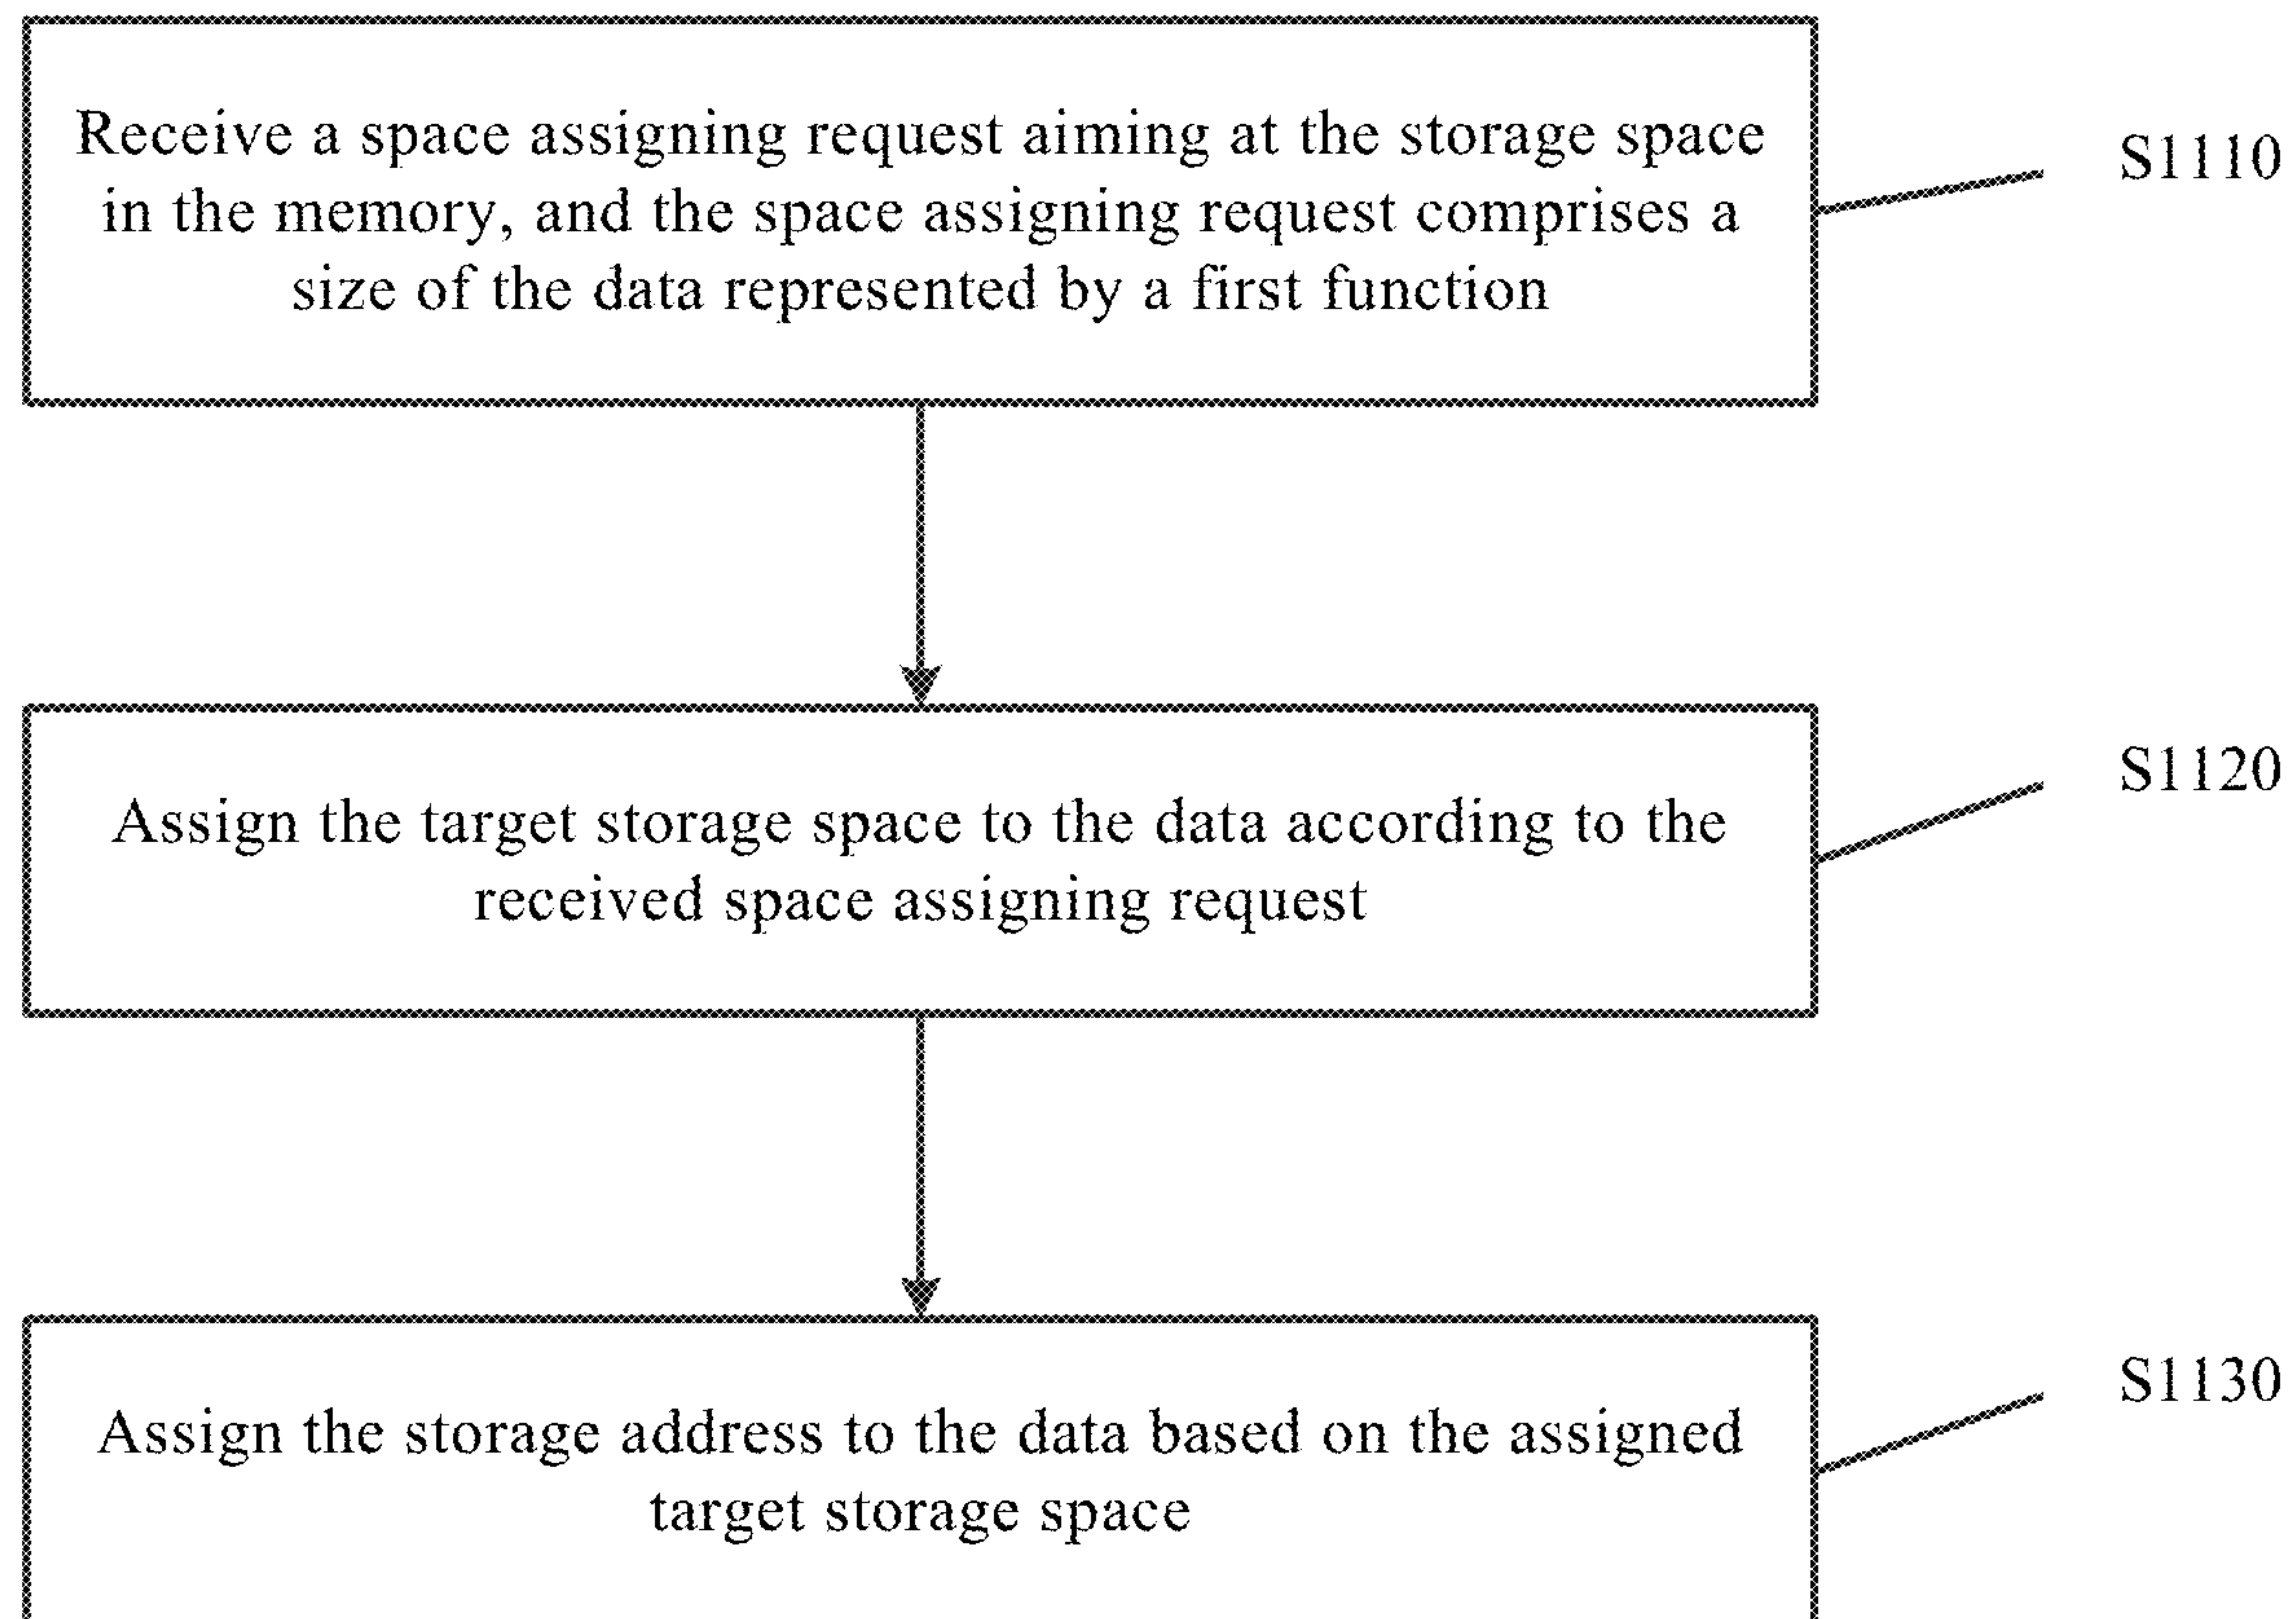 Receive a space assigning request aiming at the storage space
in the memory, and the space assigning request comprises a
size of the data represented by a first function
S1110
Assign the target storage space to the data according to the
received space assigning request
S1120
Assign the storage address to the data based on the assigned
target storage space
S1130